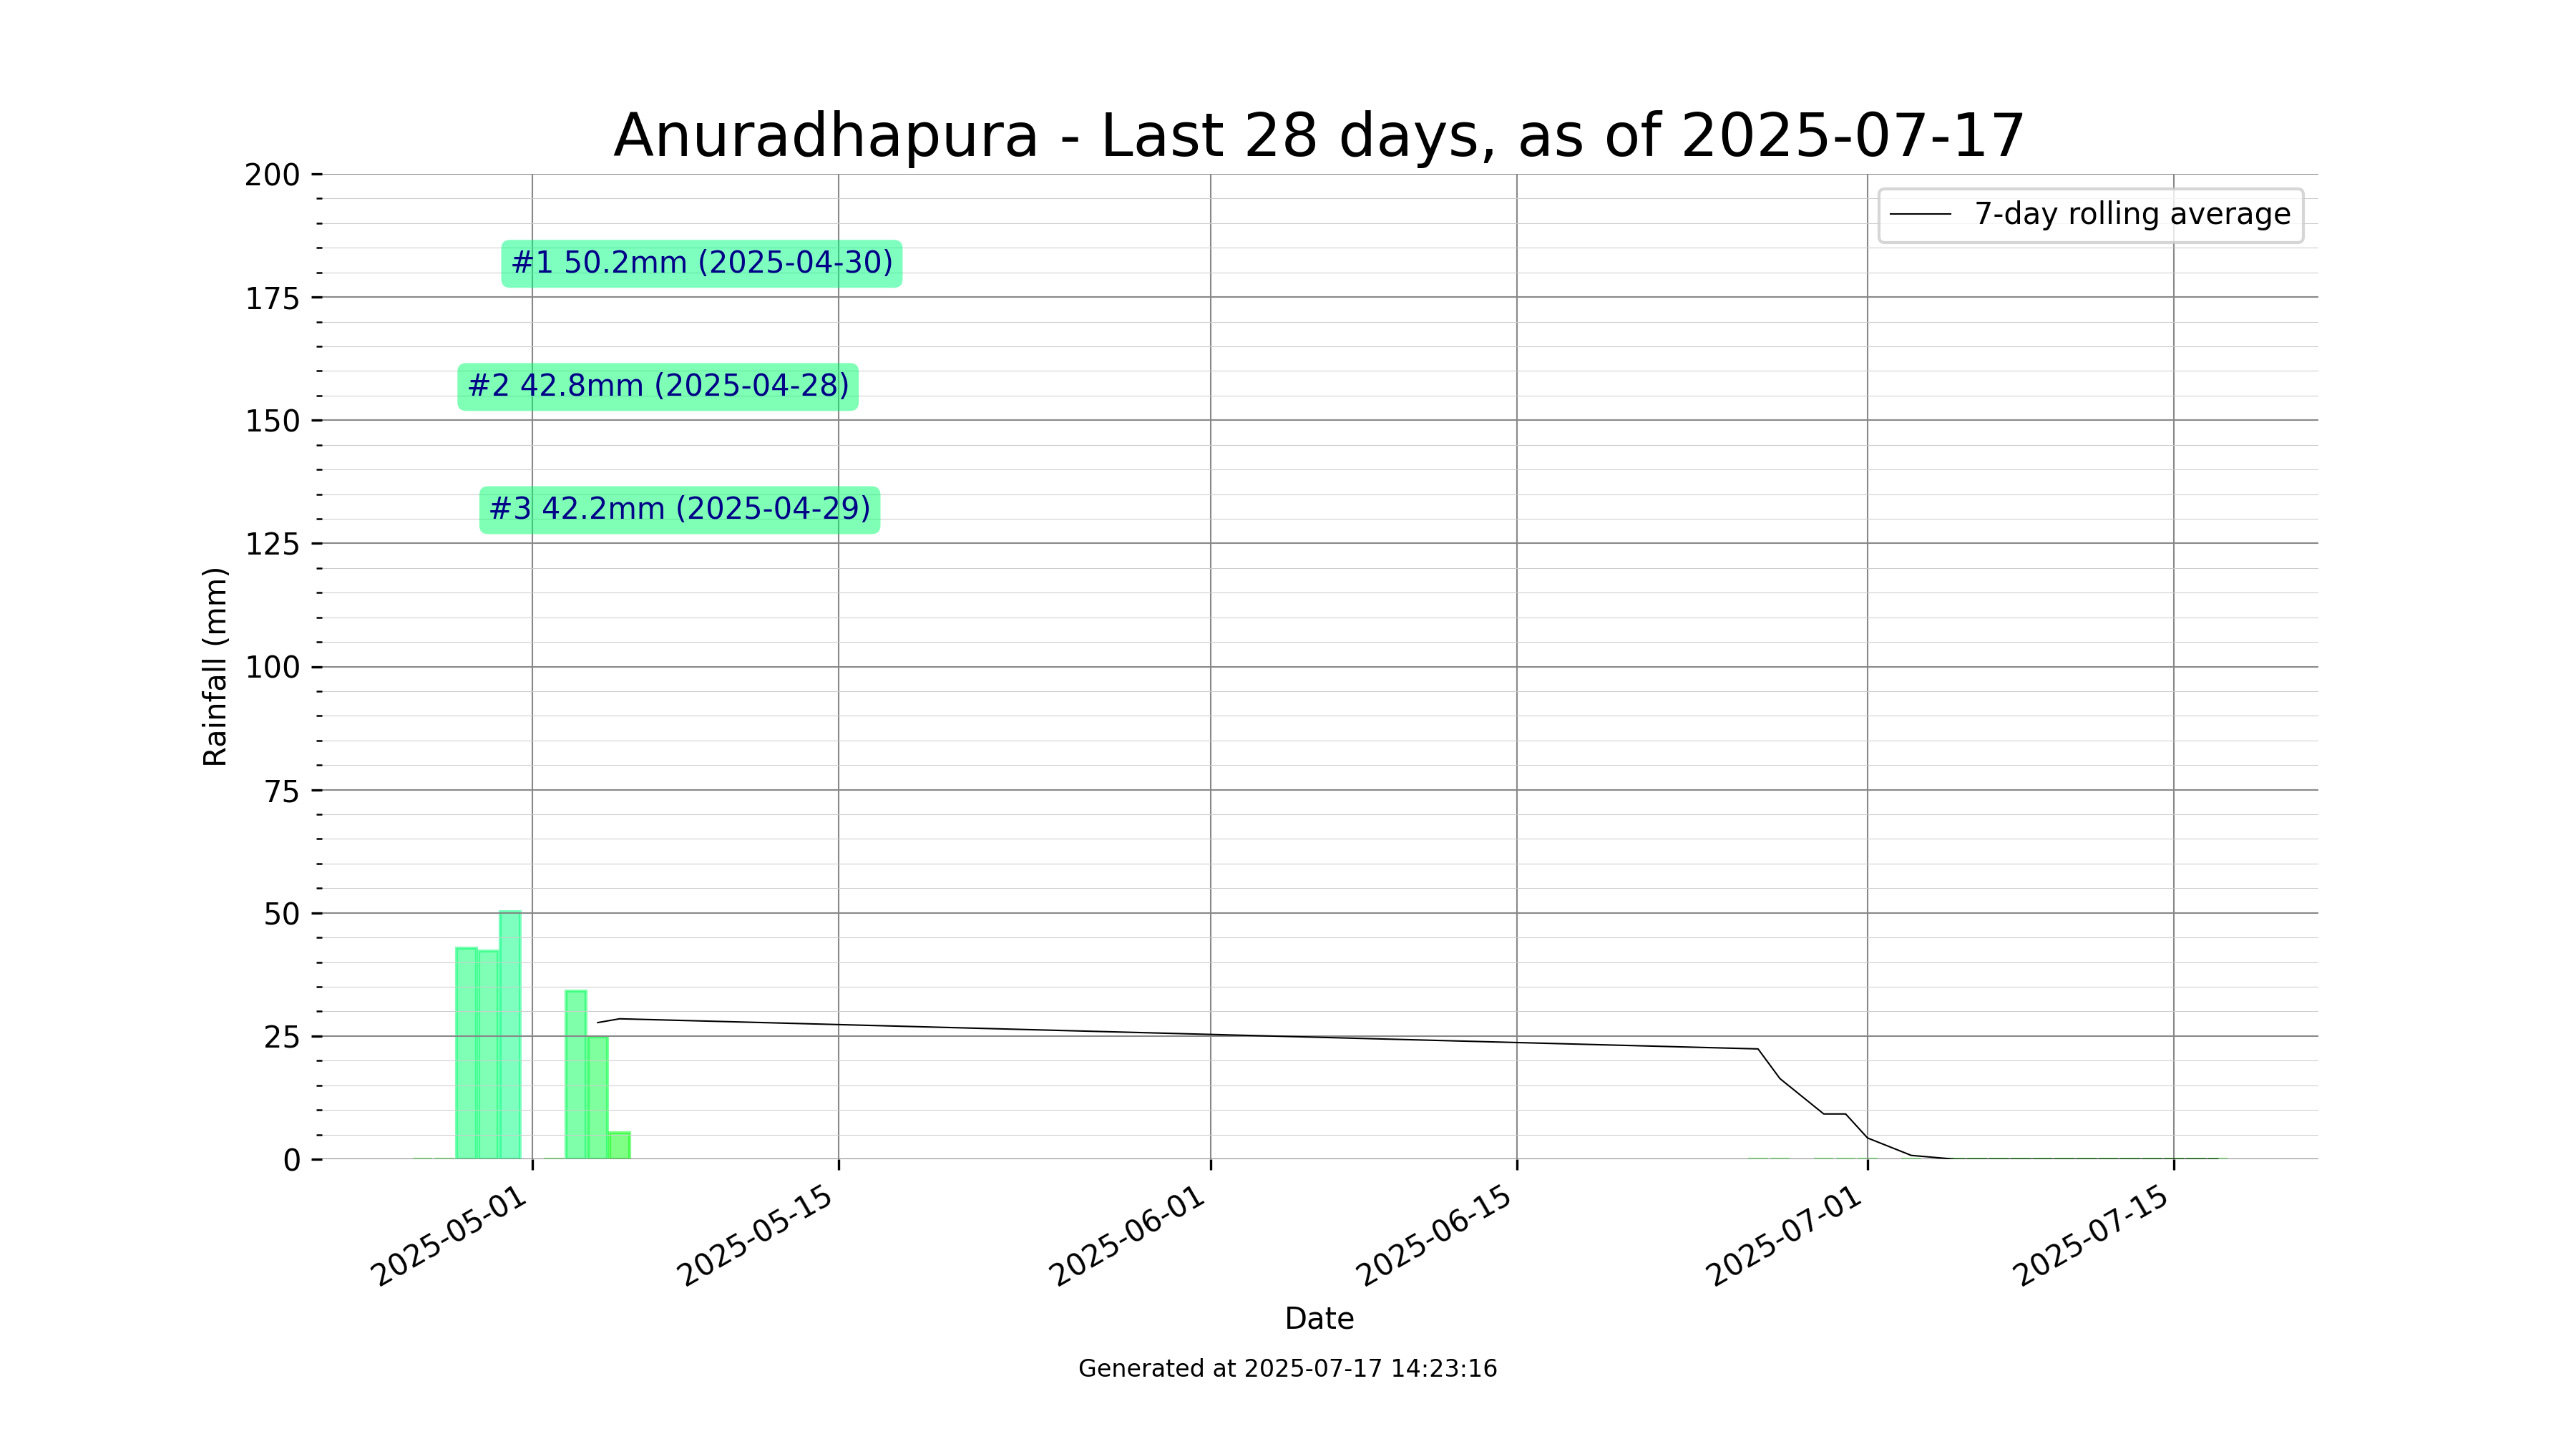 Anuradhapura - Last 28 days, as of 2025-07-17
200
175
150
125
100
75
50
25
0
Rainfall (mm)
7-day rolling average
#1 50.2mm (2025-04-30)
#2 42.8mm (2025-04-28)
#3 42.2mm (2025-04-29)
2025-05-01
2025-05-15
2025-06-01
2025-06-15
2025-07-01
2025-07-15
Date
Generated at 2025-07-17 14:23:16